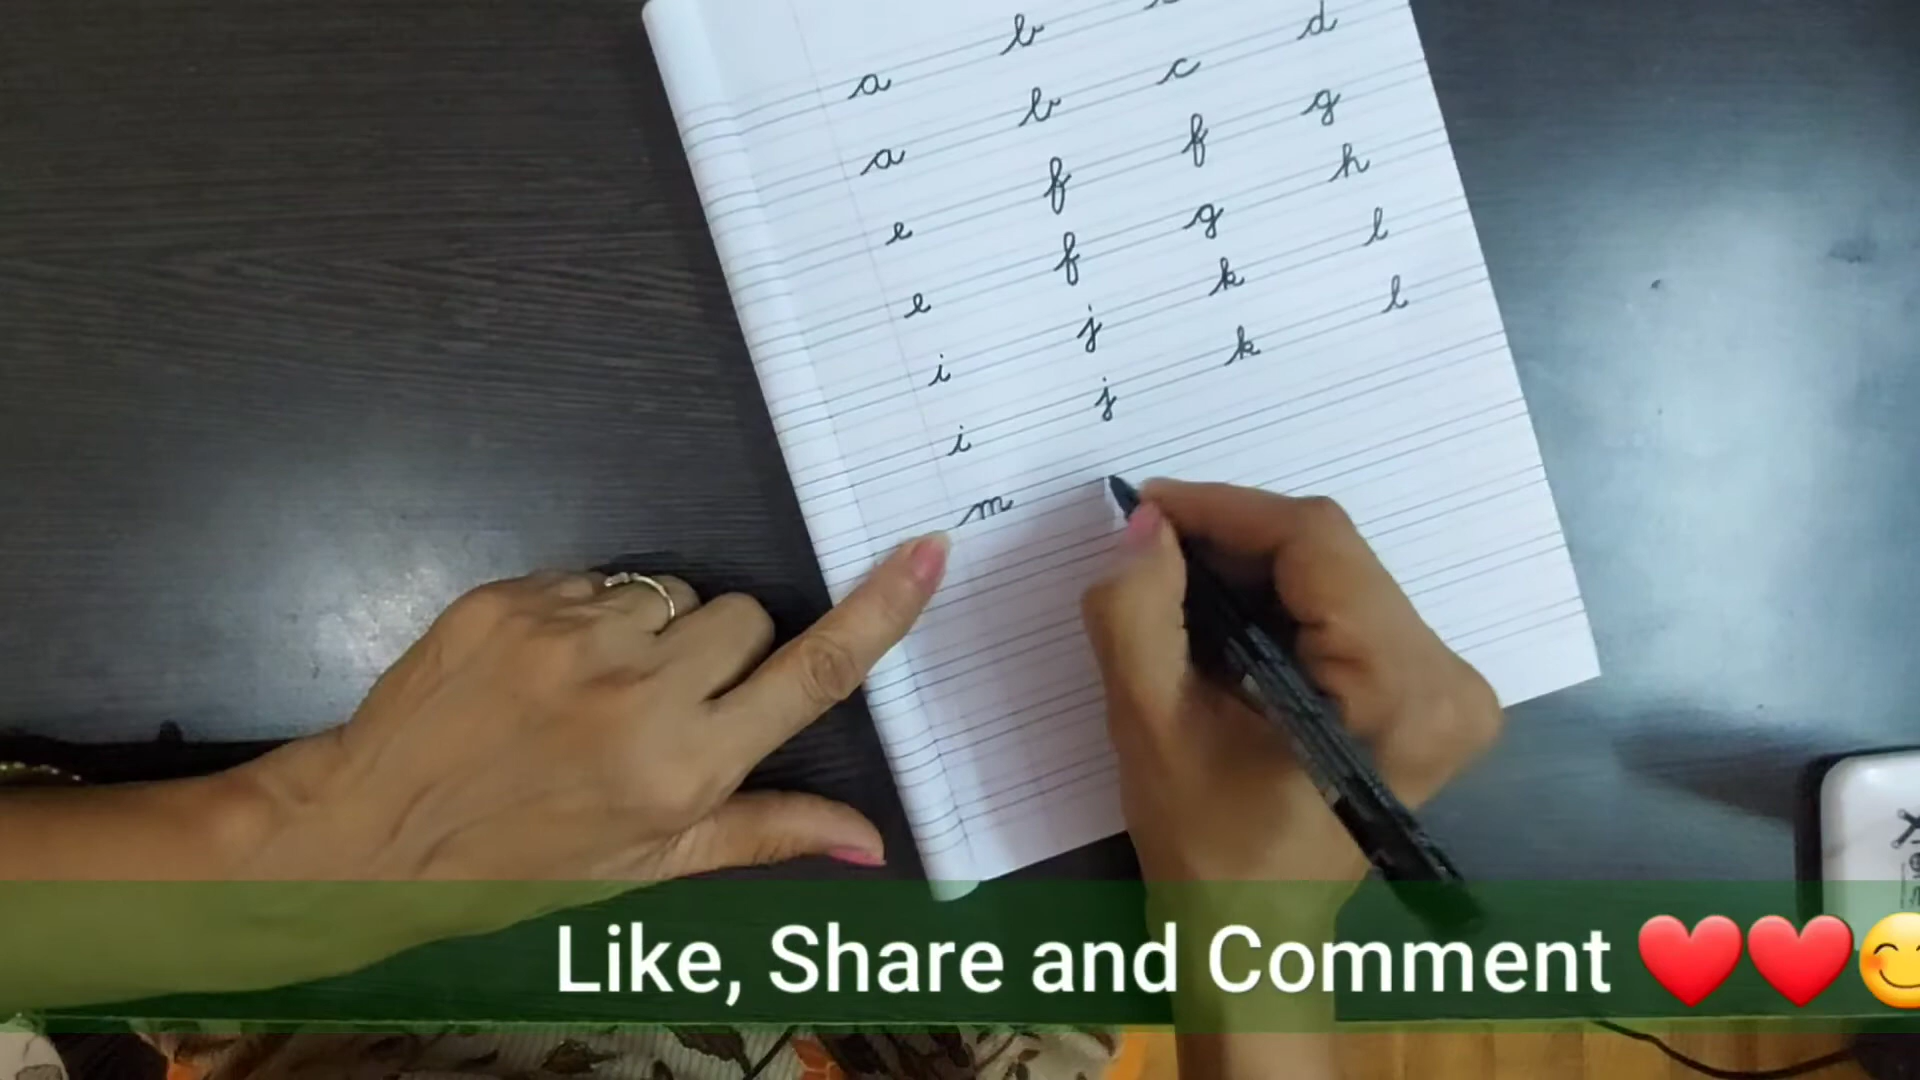 a b
a b c d
e f f g
e f g h
i j k l
i j k l
m
Like, Share and Comment ❤️❤️😊